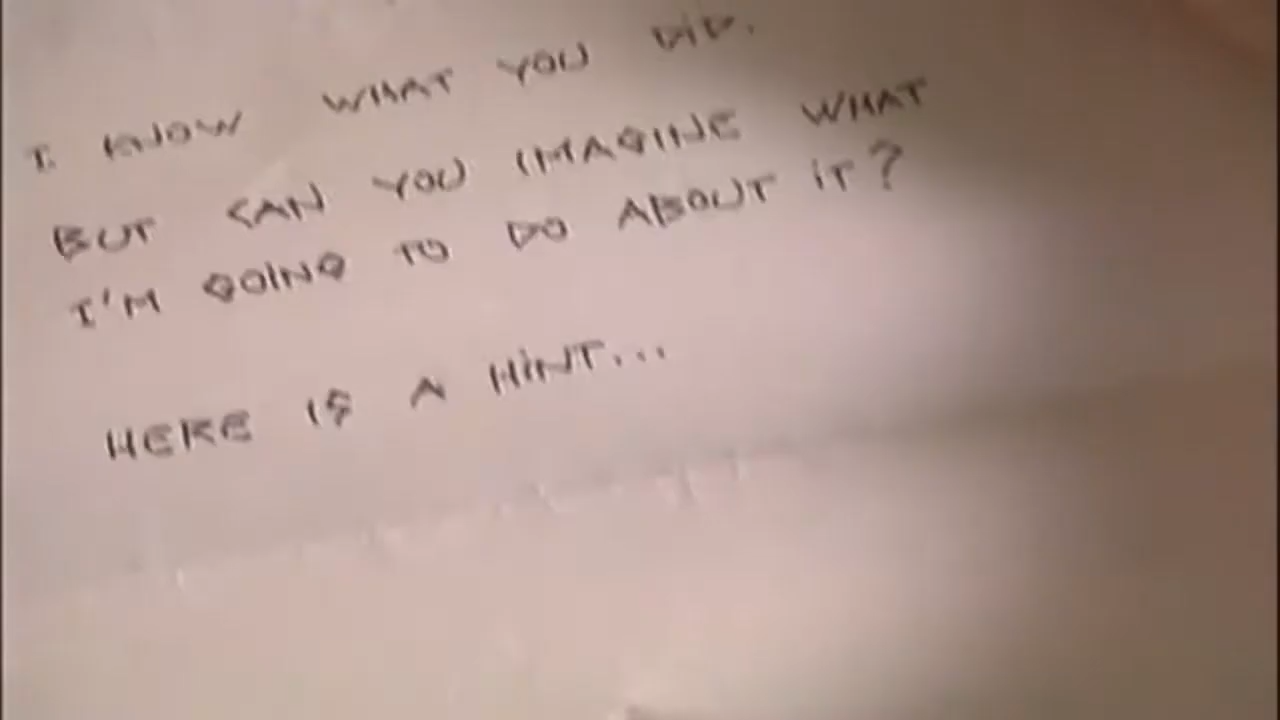 I KNOW WHAT YOU DID.
BUT CAN YOU IMAGINE WHAT
I'M GOING TO DO ABOUT iT?
HERE IS A HiNT...